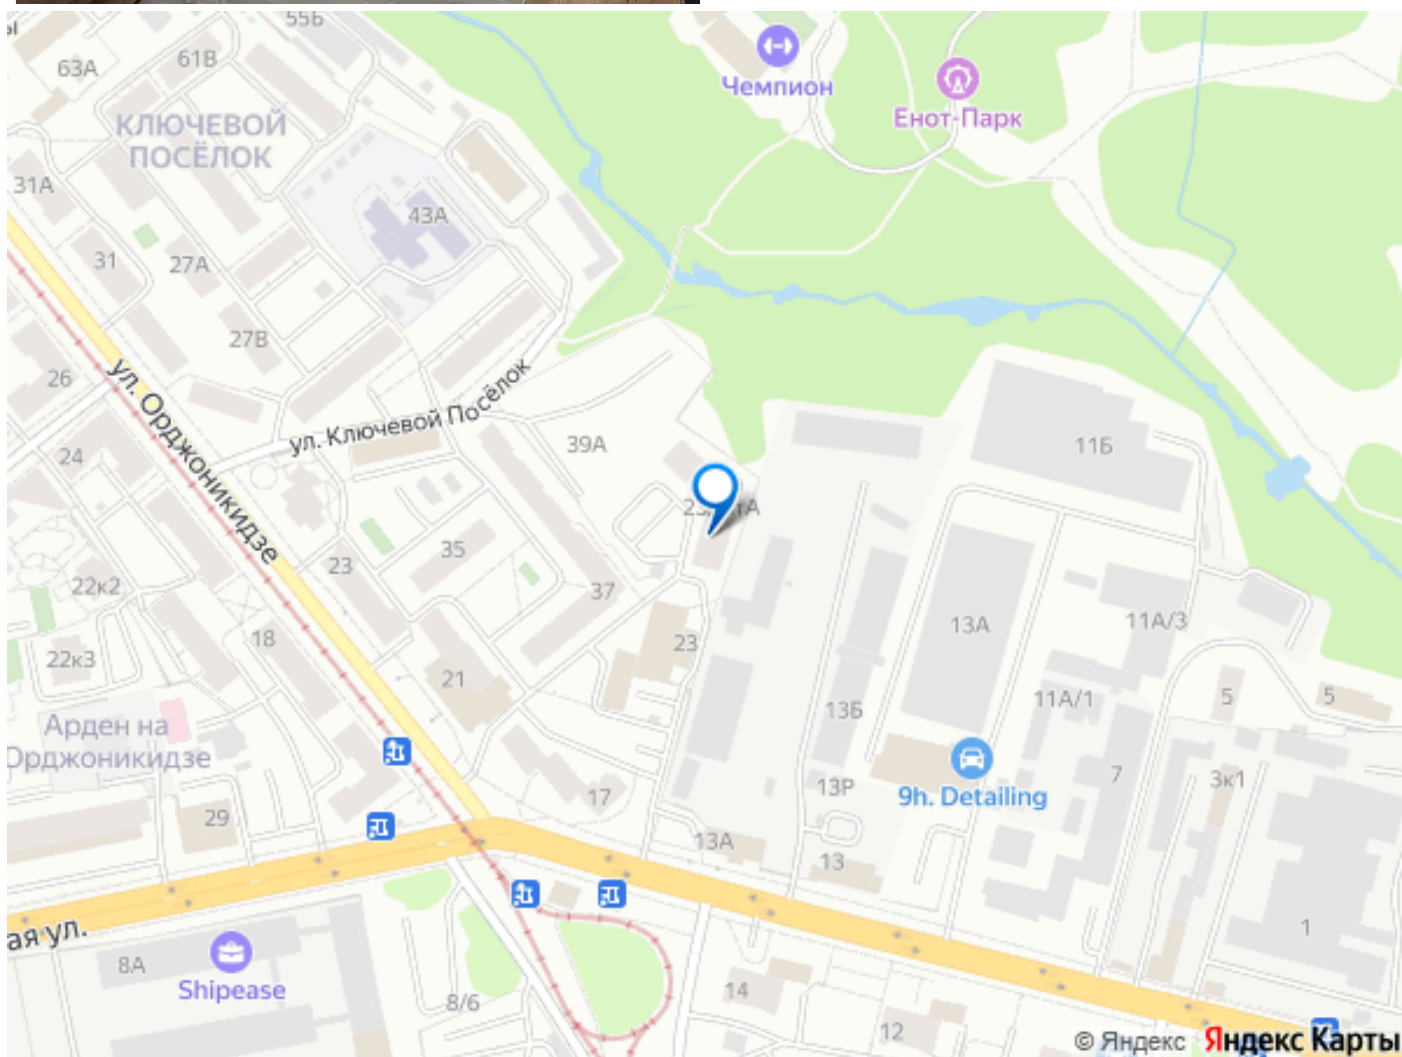 55Б
ы
61В
63А
Чемпион
Енот-Парк
КЛЮЧЕВОЙ
ПОСЁЛОК
31А
43А
31
27А
27В
26
ул. Ключевой Посёлок
ул. Орджоникидзе
39А
11Б
24
35
23
22к2
37
13А
11А/3
18
23
22к3
21
11А/1
5
5
13Б
Арден на
Орджоникидзе
7
3к1
13Р
9h. Detailing
17
29
13А
13
ая ул.
1
8А
Shipease
8/6
14
12
© Яндекс Яндекс Карты